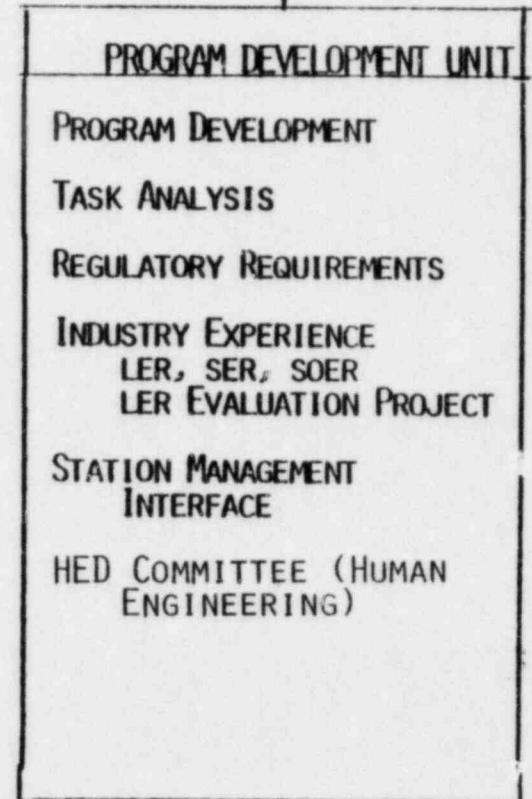 PROGRAM DEVELOPMENT UNIT
PROGRAM DEVELOPMENT
TASK ANALYSIS
REGULATORY REQUIREMENTS
INDUSTRY EXPERIENCE
LER, SER, SOER
LER EVALUATION PROJECT
STATION MANAGEMENT
INTERFACE
HED COMMITTEE (HUMAN
ENGINEERING)